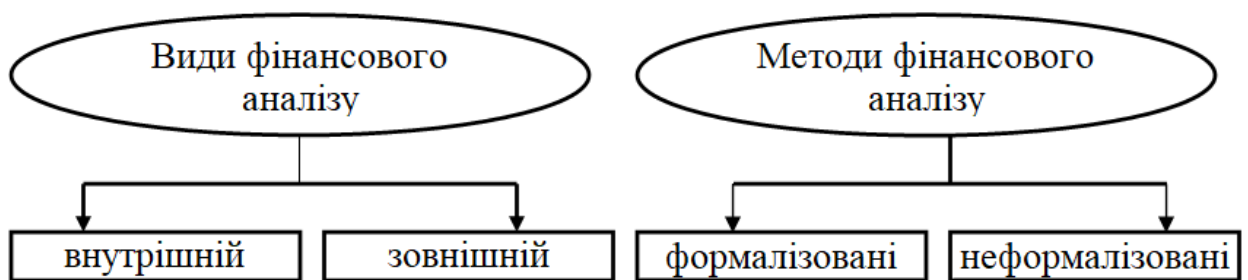 Види фінансового
аналізу
Методи фінансового
аналізу
внутрішній
зовнішній
формалізовані
неформалізовані